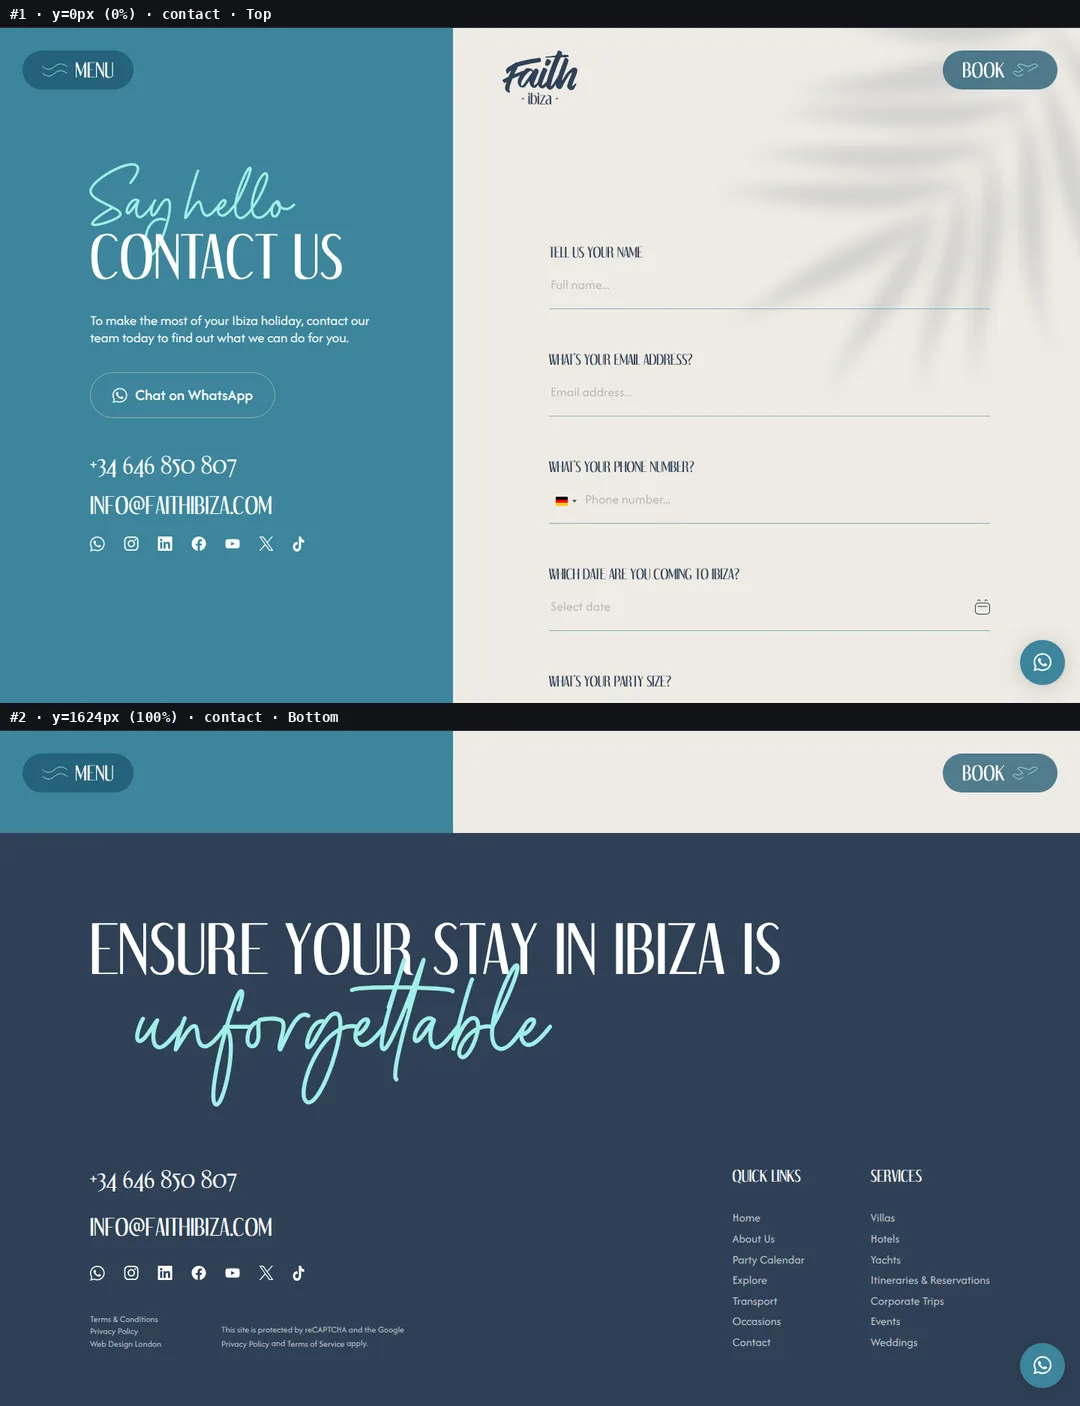 #1 · y=0px (0%) · contact · Top
MENU
Faith
- ibiza -
BOOK
Say hello
CONTACT US
To make the most of your Ibiza holiday, contact our
team today to find out what we can do for you.
Chat on WhatsApp
+34 646 850 807
INFO@FAITHIBIZA.COM
TELL US YOUR NAME
Full name...
WHAT'S YOUR EMAIL ADDRESS?
Email address...
WHAT'S YOUR PHONE NUMBER?
Phone number...
WHICH DATE ARE YOU COMING TO IBIZA?
Select date
WHAT'S YOUR PARTY SIZE?
#2 · y=1624px (100%) · contact · Bottom
MENU
BOOK
ENSURE YOUR STAY IN IBIZA IS
unforgettable
+34 646 850 807
INFO@FAITHIBIZA.COM
Terms & Conditions
Privacy Policy
Web Design London
This site is protected by reCAPTCHA and the Google
Privacy Policy and Terms of Service apply.
QUICK LINKS
Home
About Us
Party Calendar
Explore
Transport
Occasions
Contact
SERVICES
Villas
Hotels
Yachts
Itineraries & Reservations
Corporate Trips
Events
Weddings